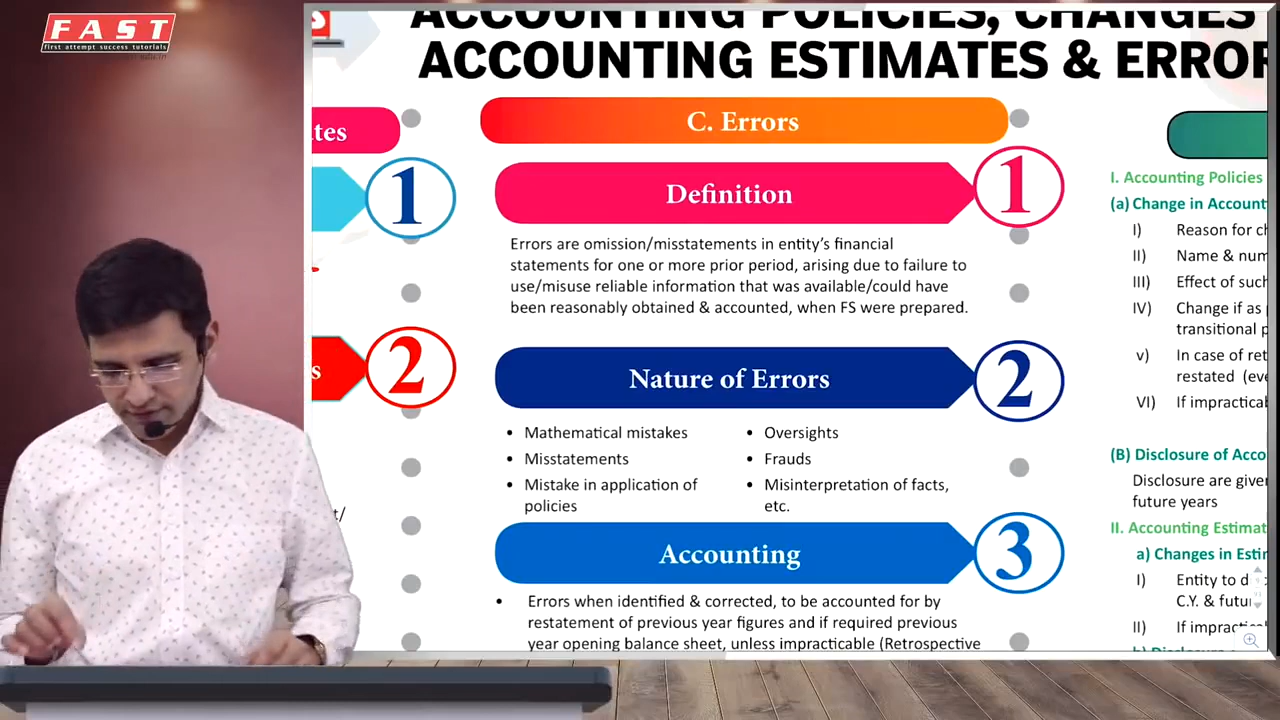 FAST
first attempt success tutorials
ACCOUNTING POLICIES, CHANGES
ACCOUNTING ESTIMATES & ERROR
tes
1
2
s
t/
C. Errors
Definition
1
Errors are omission/misstatements in entity's financial
statements for one or more prior period, arising due to failure to
use/misuse reliable information that was available/could have
been reasonably obtained & accounted, when FS were prepared.
Nature of Errors
2
• Mathematical mistakes
• Misstatements
• Mistake in application of
policies
• Oversights
• Frauds
• Misinterpretation of facts,
etc.
Accounting
3
• Errors when identified & corrected, to be accounted for by
restatement of previous year figures and if required previous
year opening balance sheet, unless impracticable (Retrospective
I. Accounting Policies
(a) Change in Account
I) Reason for ch
II) Name & num
III) Effect of such
IV) Change if as
transitional p
v) In case of ret
restated (eve
VI) If impracticab
(B) Disclosure of Acco
Disclosure are give
future years
II. Accounting Estimat
a) Changes in Estim
I) Entity to d
C.Y. & futu
II) If impract